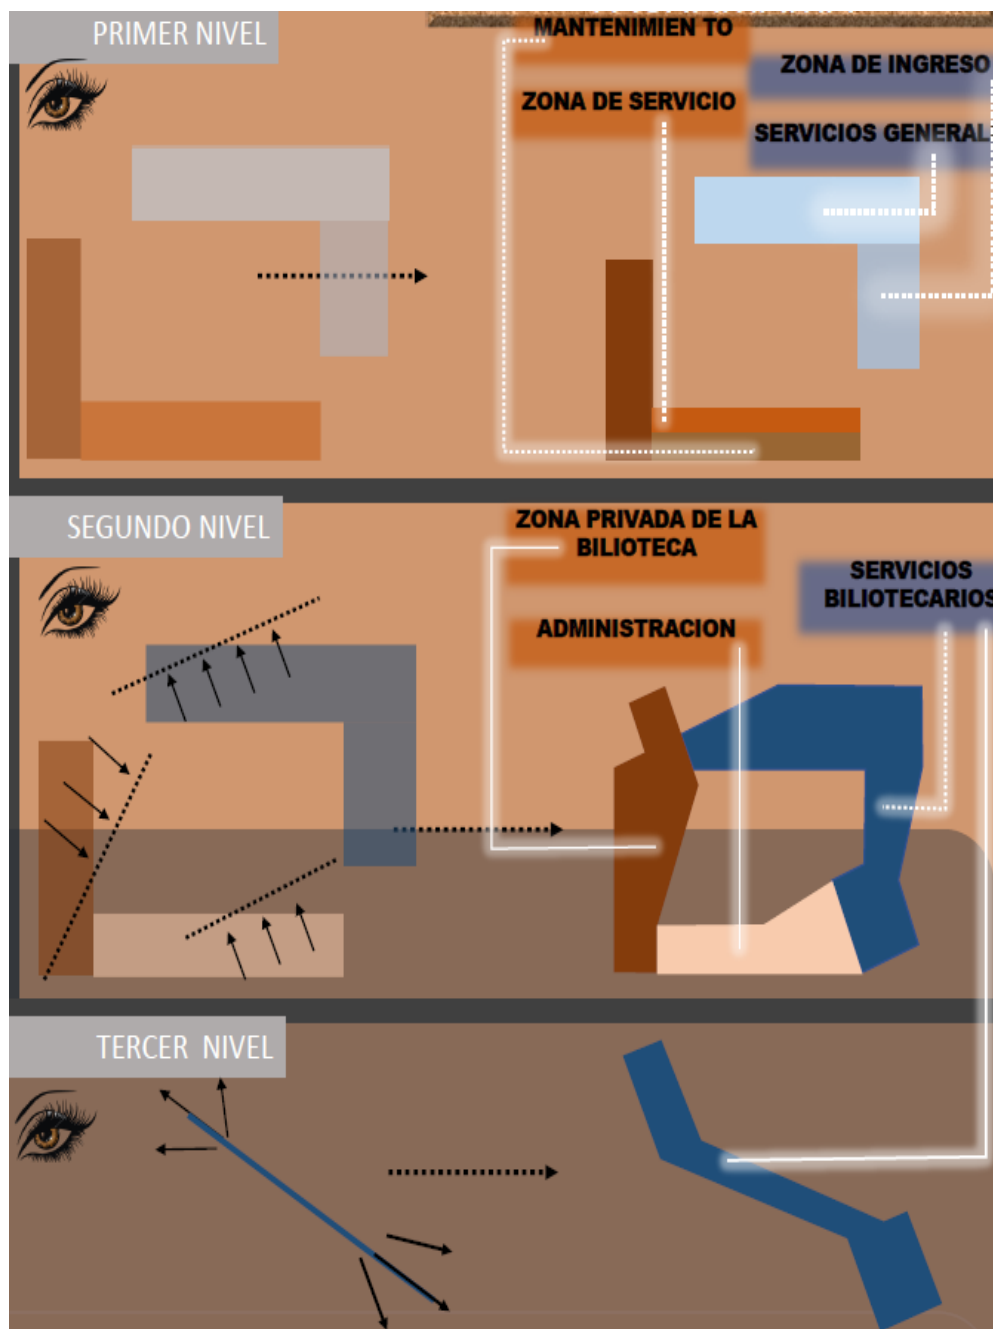 PRIMER NIVEL
MANTENIMIEN TO
ZONA DE INGRESO
ZONA DE SERVICIO
SERVICIOS GENERAL
SEGUNDO NIVEL
ZONA PRIVADA DE LA
BILIOTECA
SERVICIOS
BILIOTECARIOS
ADMINISTRACION
TERCER NIVEL